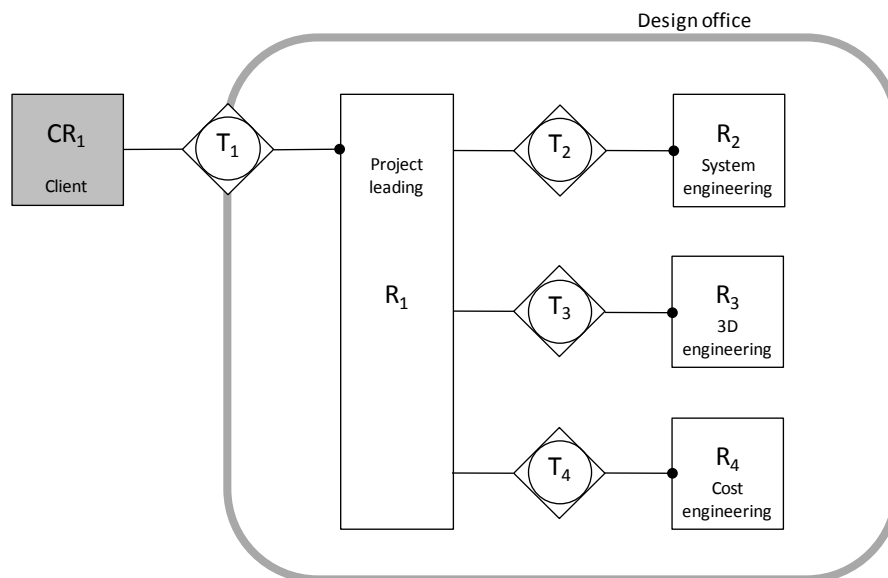 Design office
CR₁
Client
T₁
Project
leading
R₁
T₂
R₂
System
engineering
T₃
R₃
3D
engineering
T₄
R₄
Cost
engineering